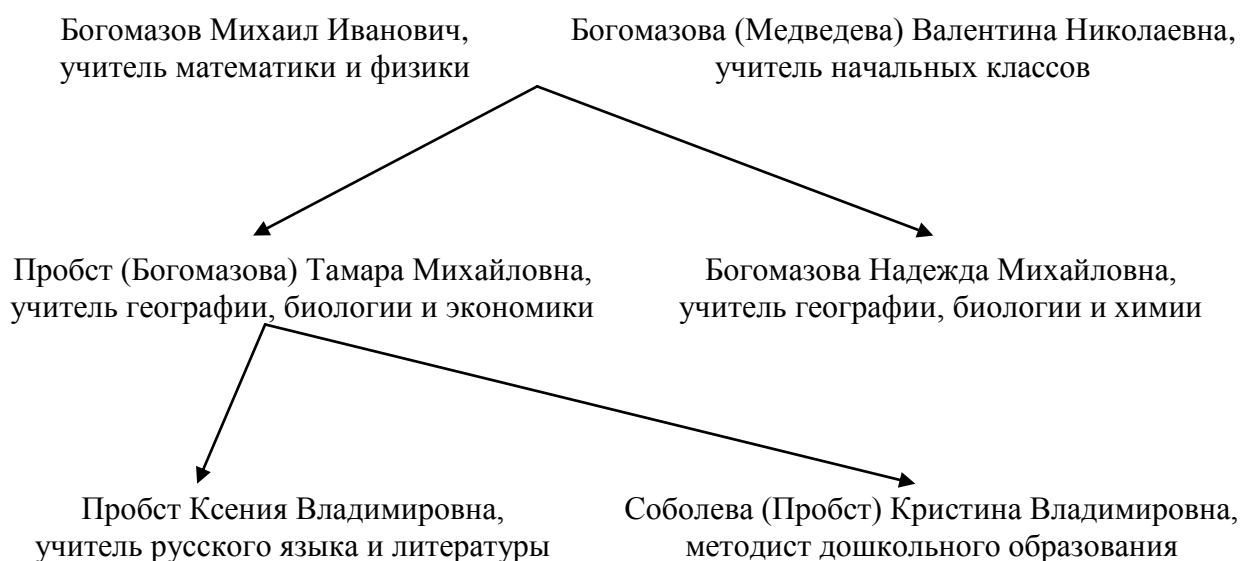 Богомазов Михаил Иванович,
учитель математики и физики
Богомазова (Медведева) Валентина Николаевна,
учитель начальных классов
Пробст (Богомазова) Тамара Михайловна,
учитель географии, биологии и экономики
Богомазова Надежда Михайловна,
учитель географии, биологии и химии
Пробст Ксения Владимировна,
учитель русского языка и литературы
Соболева (Пробст) Кристина Владимировна,
методист дошкольного образования